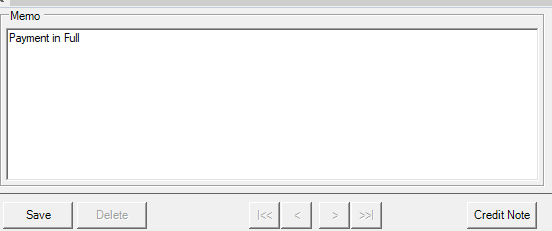 Memo
Payment in Full
Save Delete |<< < > >>| Credit Note